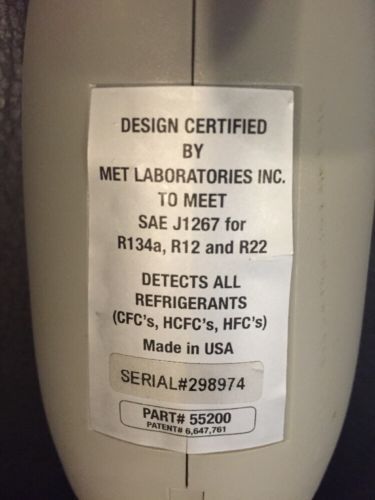 DESIGN CERTIFIED
BY
MET LABORATORIES INC.
TO MEET
SAE J1267 for
R134a, R12 and R22
DETECTS ALL
REFRIGERANTS
(CFC's, HCFC's, HFC's)
Made in USA
SERIAL#298974
PART# 55200
PATENT# 6,647,761